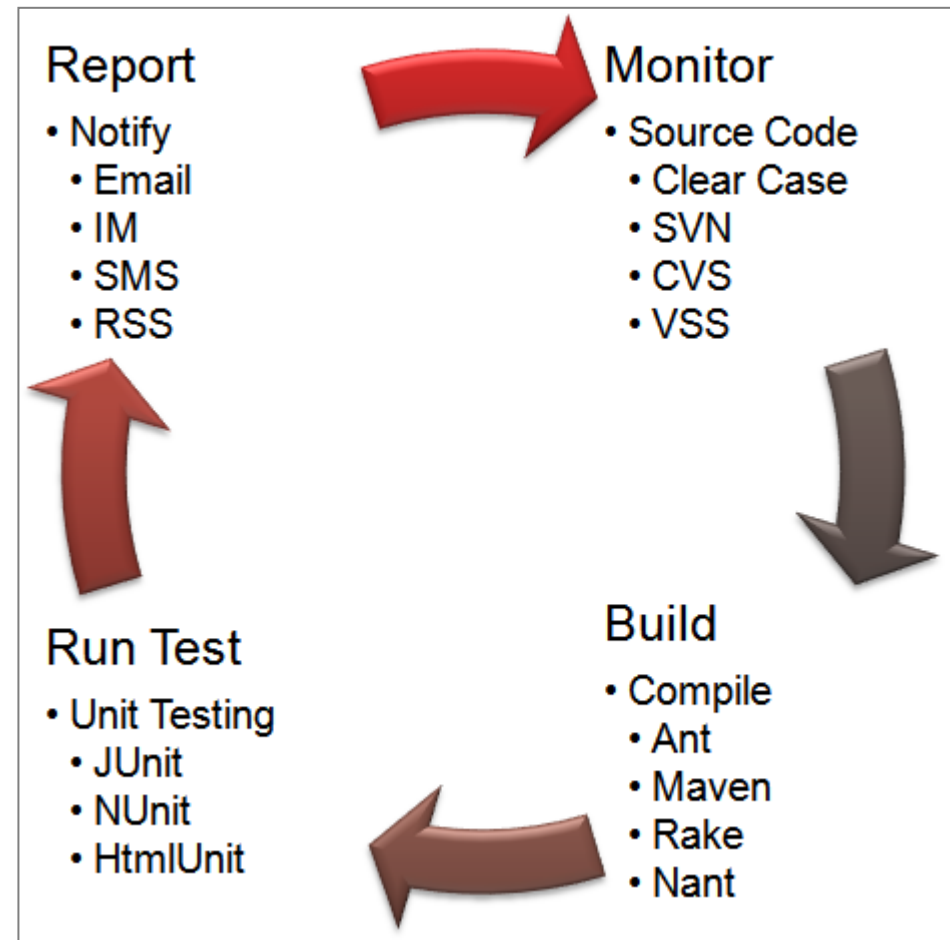 Report
• Notify
• Email
• IM
• SMS
• RSS
Monitor
• Source Code
• Clear Case
• SVN
• CVS
• VSS
Build
• Compile
• Ant
• Maven
• Rake
• Nant
Run Test
• Unit Testing
• JUnit
• NUnit
• HtmlUnit